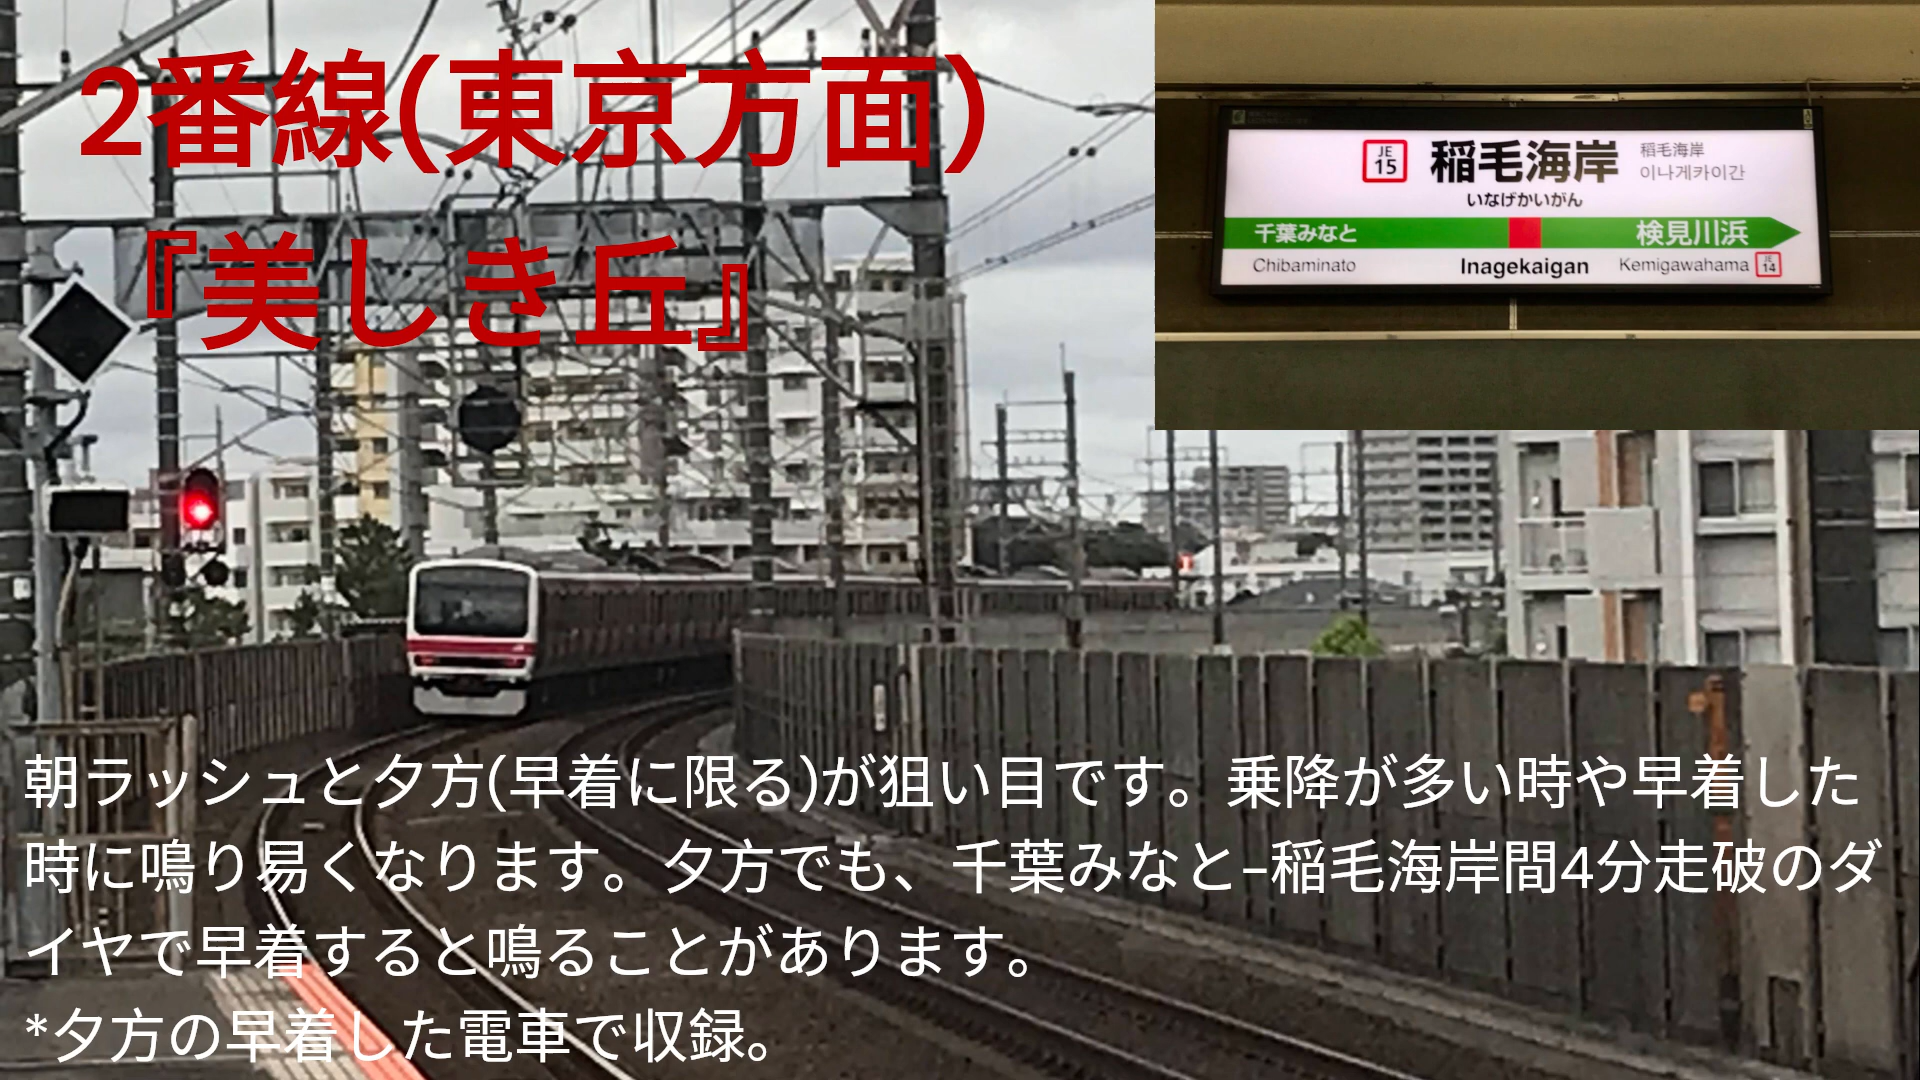 2番線(東京方面)
『美しき丘』
JE
15
稲毛海岸
稲毛海岸
이나게카이간
いなげかいがん
千葉みなと
検見川浜
Chibaminato
Inagekaigan
Kemigawahama
JE
14
朝ラッシュと夕方(早着に限る)が狙い目です。乗降が多い時や早着した
時に鳴り易くなります。夕方でも、千葉みなと–稲毛海岸間4分走破のダ
イヤで早着すると鳴ることがあります。
*夕方の早着した電車で収録。